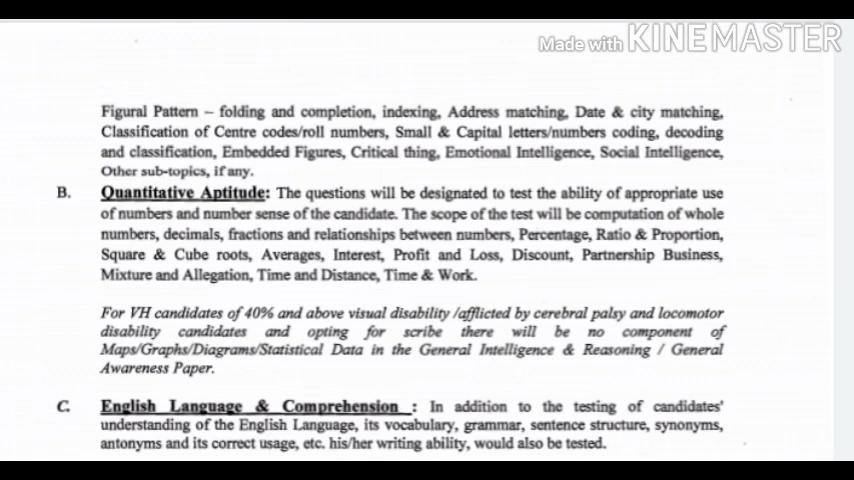 Made with KINEMASTER
Figural Pattern – folding and completion, indexing, Address matching, Date & city matching,
Classification of Centre codes/roll numbers, Small & Capital letters/numbers coding, decoding
and classification, Embedded Figures, Critical thing, Emotional Intelligence, Social Intelligence,
Other sub-topics, if any.
B. Quantitative Aptitude: The questions will be designated to test the ability of appropriate use
of numbers and number sense of the candidate. The scope of the test will be computation of whole
numbers, decimals, fractions and relationships between numbers, Percentage, Ratio & Proportion,
Square & Cube roots, Averages, Interest, Profit and Loss, Discount, Partnership Business,
Mixture and Allegation, Time and Distance, Time & Work.
For VH candidates of 40% and above visual disability /afflicted by cerebral palsy and locomotor
disability candidates and opting for scribe there will be no component of
Maps/Graphs/Diagrams/Statistical Data in the General Intelligence & Reasoning / General
Awareness Paper.
C. English Language & Comprehension : In addition to the testing of candidates'
understanding of the English Language, its vocabulary, grammar, sentence structure, synonyms,
antonyms and its correct usage, etc. his/her writing ability, would also be tested.